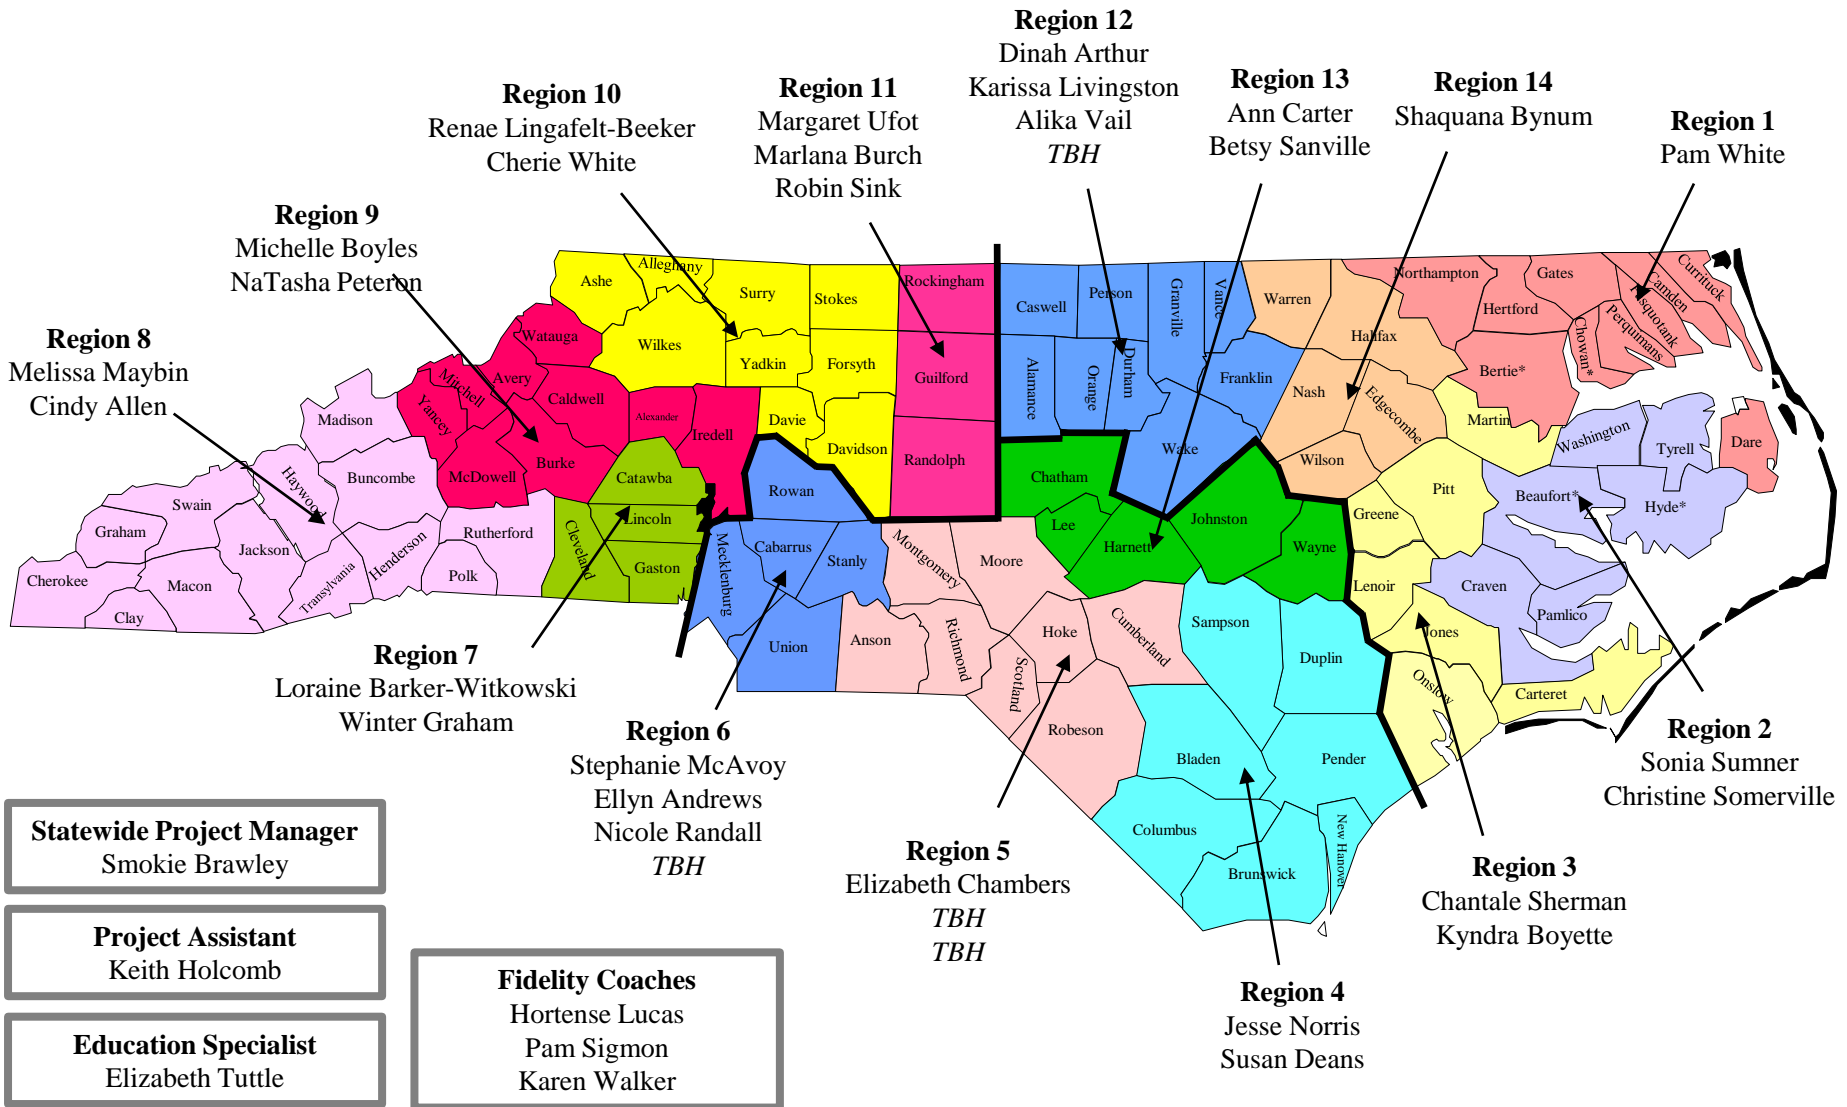 Region 12
Dinah Arthur
Karissa Livingston
Alika Vail
TBH
Region 13
Ann Carter
Betsy Sanville
Region 14
Shaquana Bynum
Region 1
Pam White
Region 11
Margaret Ufot
Marlana Burch
Robin Sink
Region 10
Renae Lingafelt-Beeker
Cherie White
Region 9
Michelle Boyles
NaTasha Peteron
Region 8
Melissa Maybin
Cindy Allen
Ashe
Alleghany
Surry
Stokes
Rockingham
Caswell
Person
Granville
Vance
Warren
Halifax
Northampton
Gates
Hertford
Currituck
Camden
Pasquotank
Perquimans
Chowan*
Bertie*
Watauga
Wilkes
Yadkin
Forsyth
Guilford
Alamance
Orange
Durham
Franklin
Nash
Edgecombe
Martin
Washington
Tyrell
Dare
Madison
Yancey
Mitchell
Avery
Caldwell
Alexander
Iredell
Davie
Davidson
Randolph
Chatham
Wake
Wilson
Pitt
Beaufort*
Hyde*
Swain
Haywood
Buncombe
McDowell
Burke
Catawba
Rowan
Lee
Harnett
Johnston
Wayne
Greene
Graham
Jackson
Rutherford
Cleveland
Lincoln
Gaston
Mecklenburg
Cabarrus
Stanly
Montgomery
Moore
Lenoir
Craven
Pamlico
Cherokee
Macon
Clay
Transylvania
Henderson
Polk
Union
Anson
Richmond
Scotland
Hoke
Cumberland
Sampson
Duplin
Jones
Onslow
Carteret
Robeson
Bladen
Pender
Columbus
Brunswick
New Hanover
Region 7
Loraine Barker-Witkowski
Winter Graham
Region 6
Stephanie McAvoy
Ellyn Andrews
Nicole Randall
TBH
Region 5
Elizabeth Chambers
TBH
TBH
Region 4
Jesse Norris
Susan Deans
Region 3
Chantale Sherman
Kyndra Boyette
Region 2
Sonia Sumner
Christine Somerville
Statewide Project Manager
Smokie Brawley
Project Assistant
Keith Holcomb
Education Specialist
Elizabeth Tuttle
Fidelity Coaches
Hortense Lucas
Pam Sigmon
Karen Walker